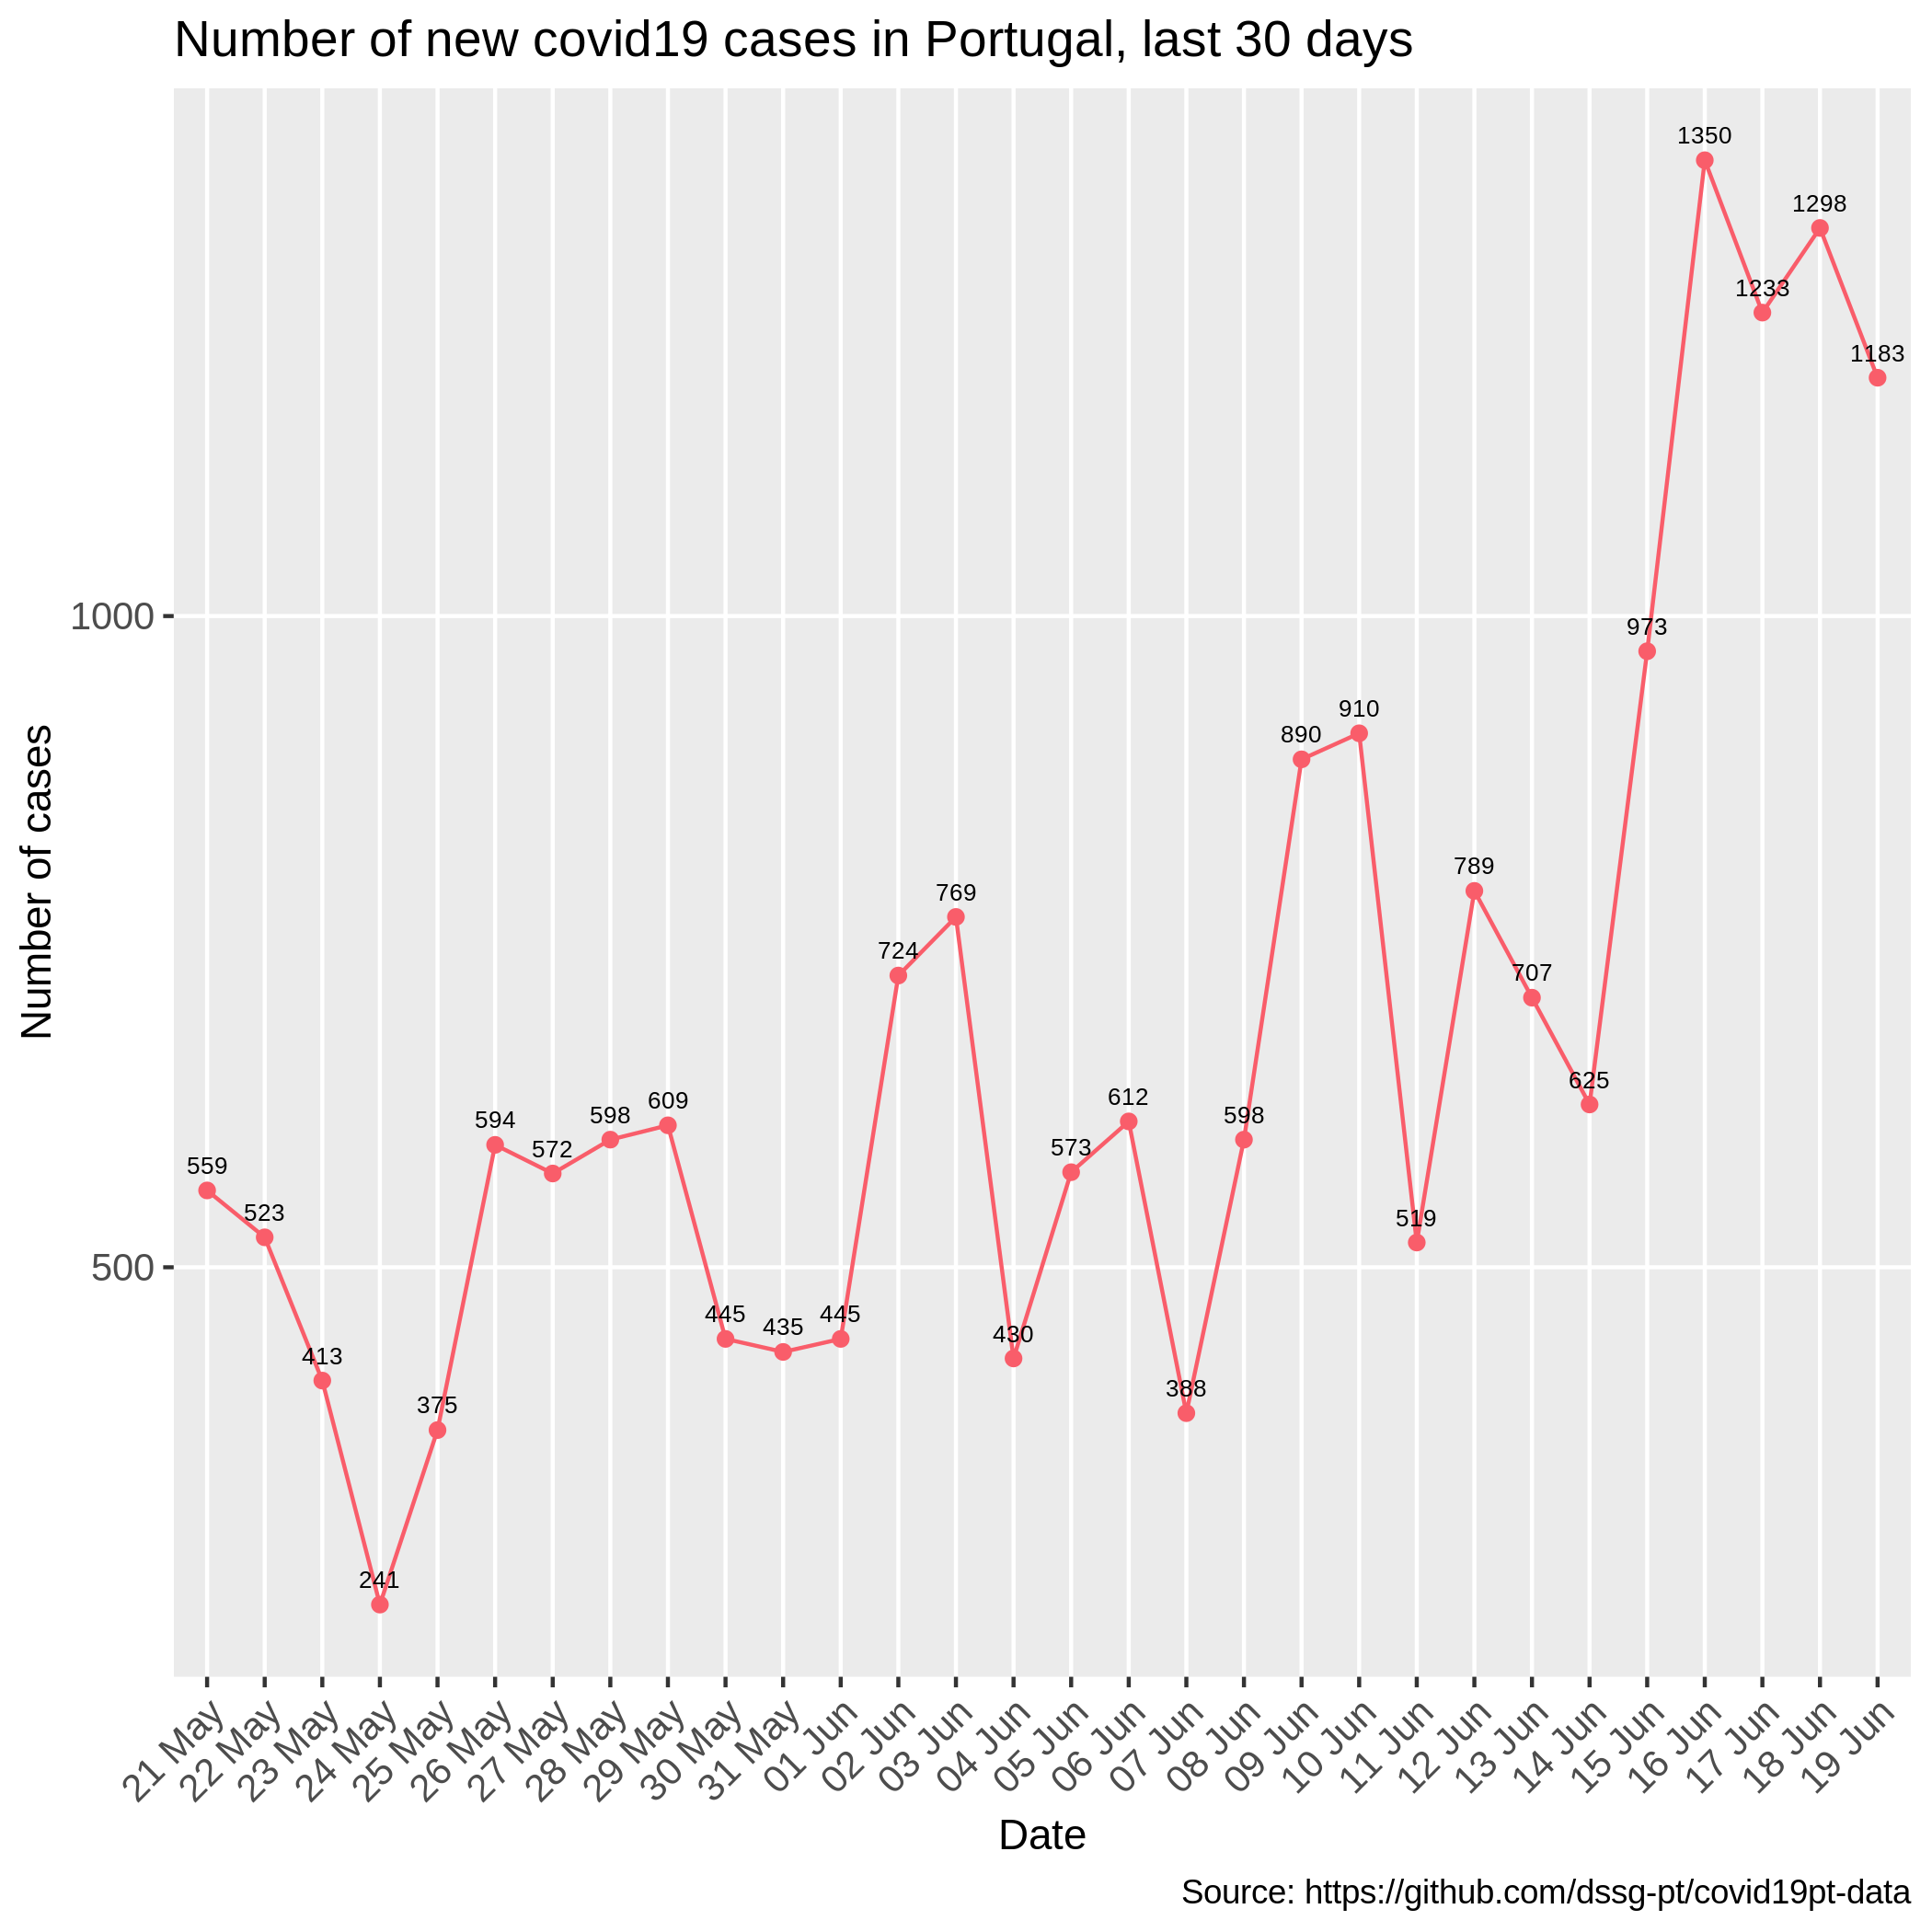 Number of new covid19 cases in Portugal, last 30 days
1350
1298
1233
1183
1000
973
910
890
789
769
724
707
625
612
609
598
598
594
573
572
559
523
519
500
445
445
435
430
413
388
375
241
Number of cases
21 May
22 May
23 May
24 May
25 May
26 May
27 May
28 May
29 May
30 May
31 May
01 Jun
02 Jun
03 Jun
04 Jun
05 Jun
06 Jun
07 Jun
08 Jun
09 Jun
10 Jun
11 Jun
12 Jun
13 Jun
14 Jun
15 Jun
16 Jun
17 Jun
18 Jun
19 Jun
Date
Source: https://github.com/dssg-pt/covid19pt-data